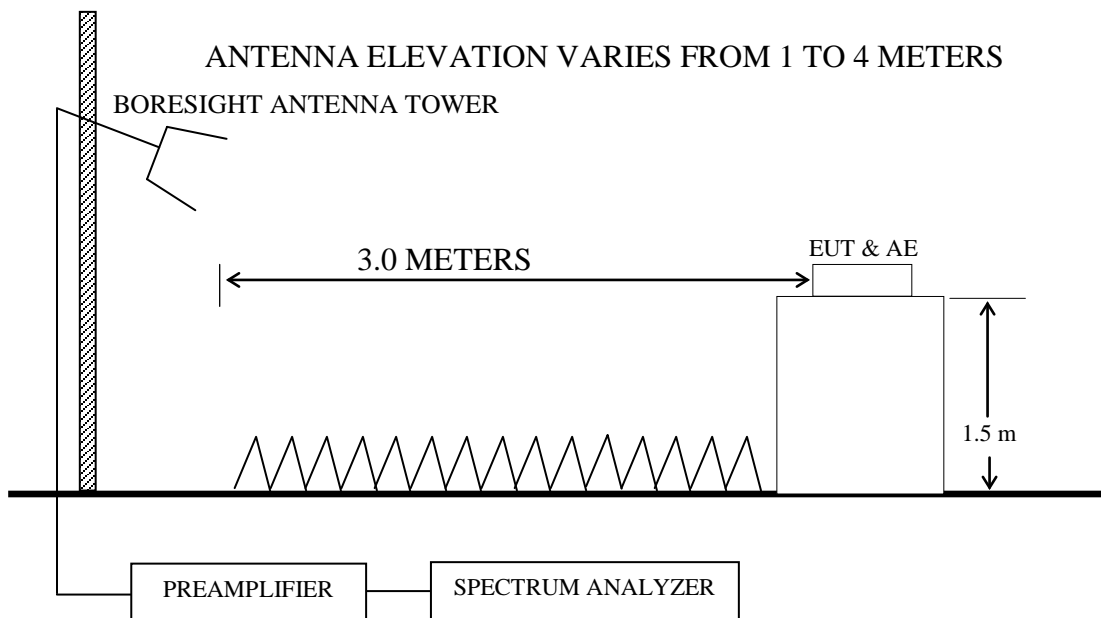 ANTENNA ELEVATION VARIES FROM 1 TO 4 METERS
BORESIGHT ANTENNA TOWER
3.0 METERS
EUT & AE
1.5 m
PREAMPLIFIER
SPECTRUM ANALYZER